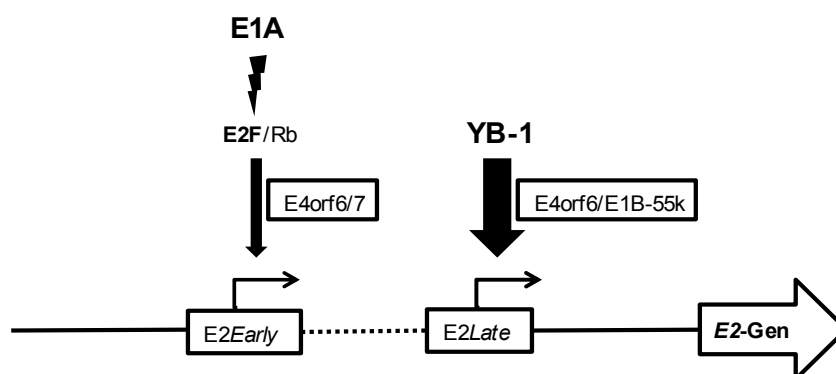 E1A
E2F/Rb
YB-1
E4orf6/7
E4orf6/E1B-55k
E2Early
E2Late
E2-Gen